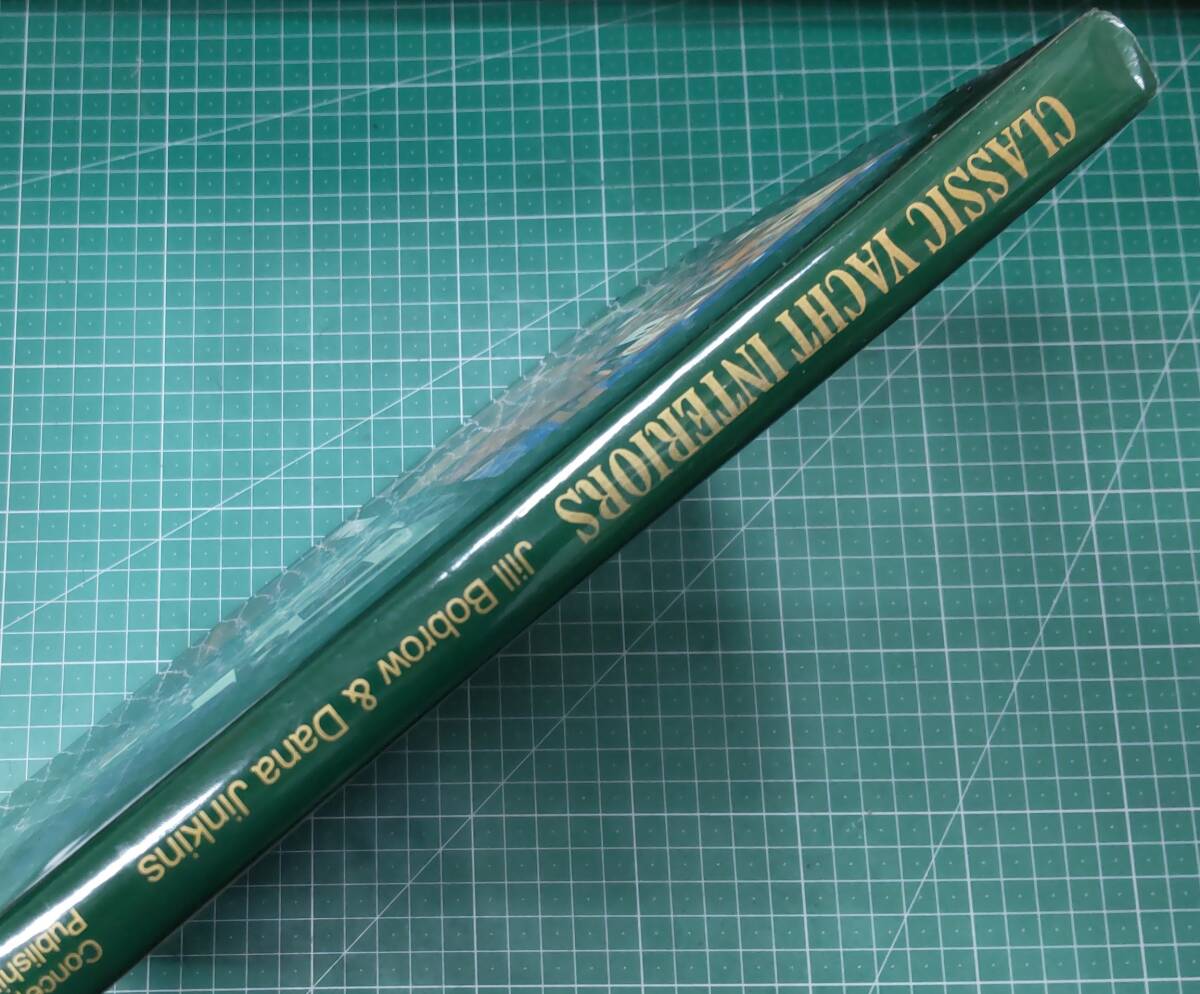 CLASSIC YACHT INTERIORS
Jill Bobrow & Dana Jinkins